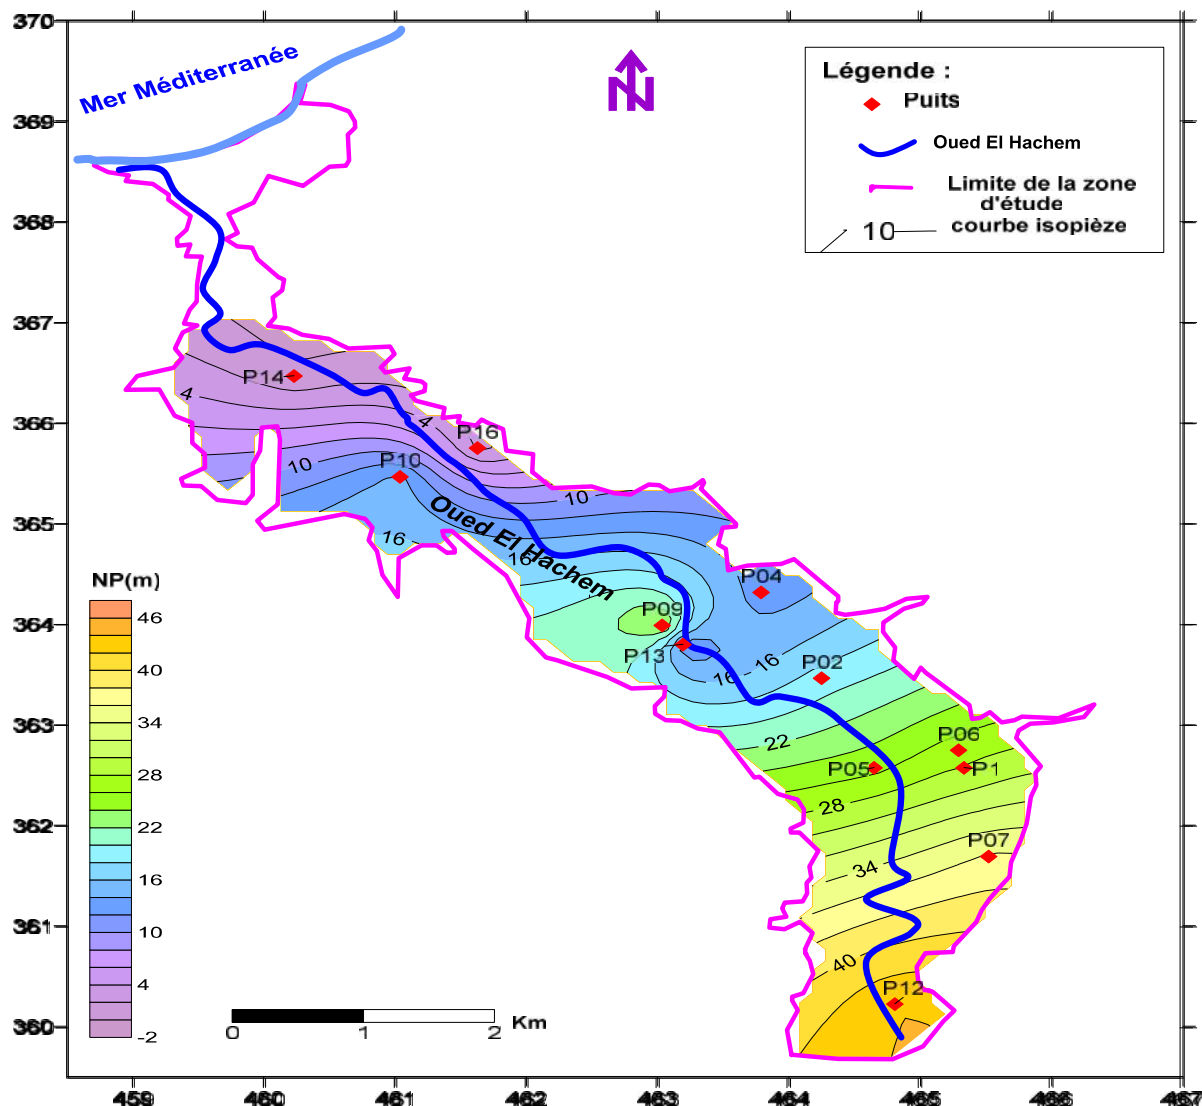 370
369
368
367
366
365
364
363
362
361
360
Mer Méditerranée
N
Légende :
Puits
Oued El Hachem
Limite de la zone
d'étude
10
courbe isopièze
P14
4
4
P16
10
P10
10
16
Oued El Hachem
16
P04
P09
P13
16
16
P02
22
P06
P05
P1
28
P07
34
40
P12
NP(m)
46
40
34
28
22
16
10
4
-2
0
1
2
Km
459
460
461
462
463
464
465
466
467